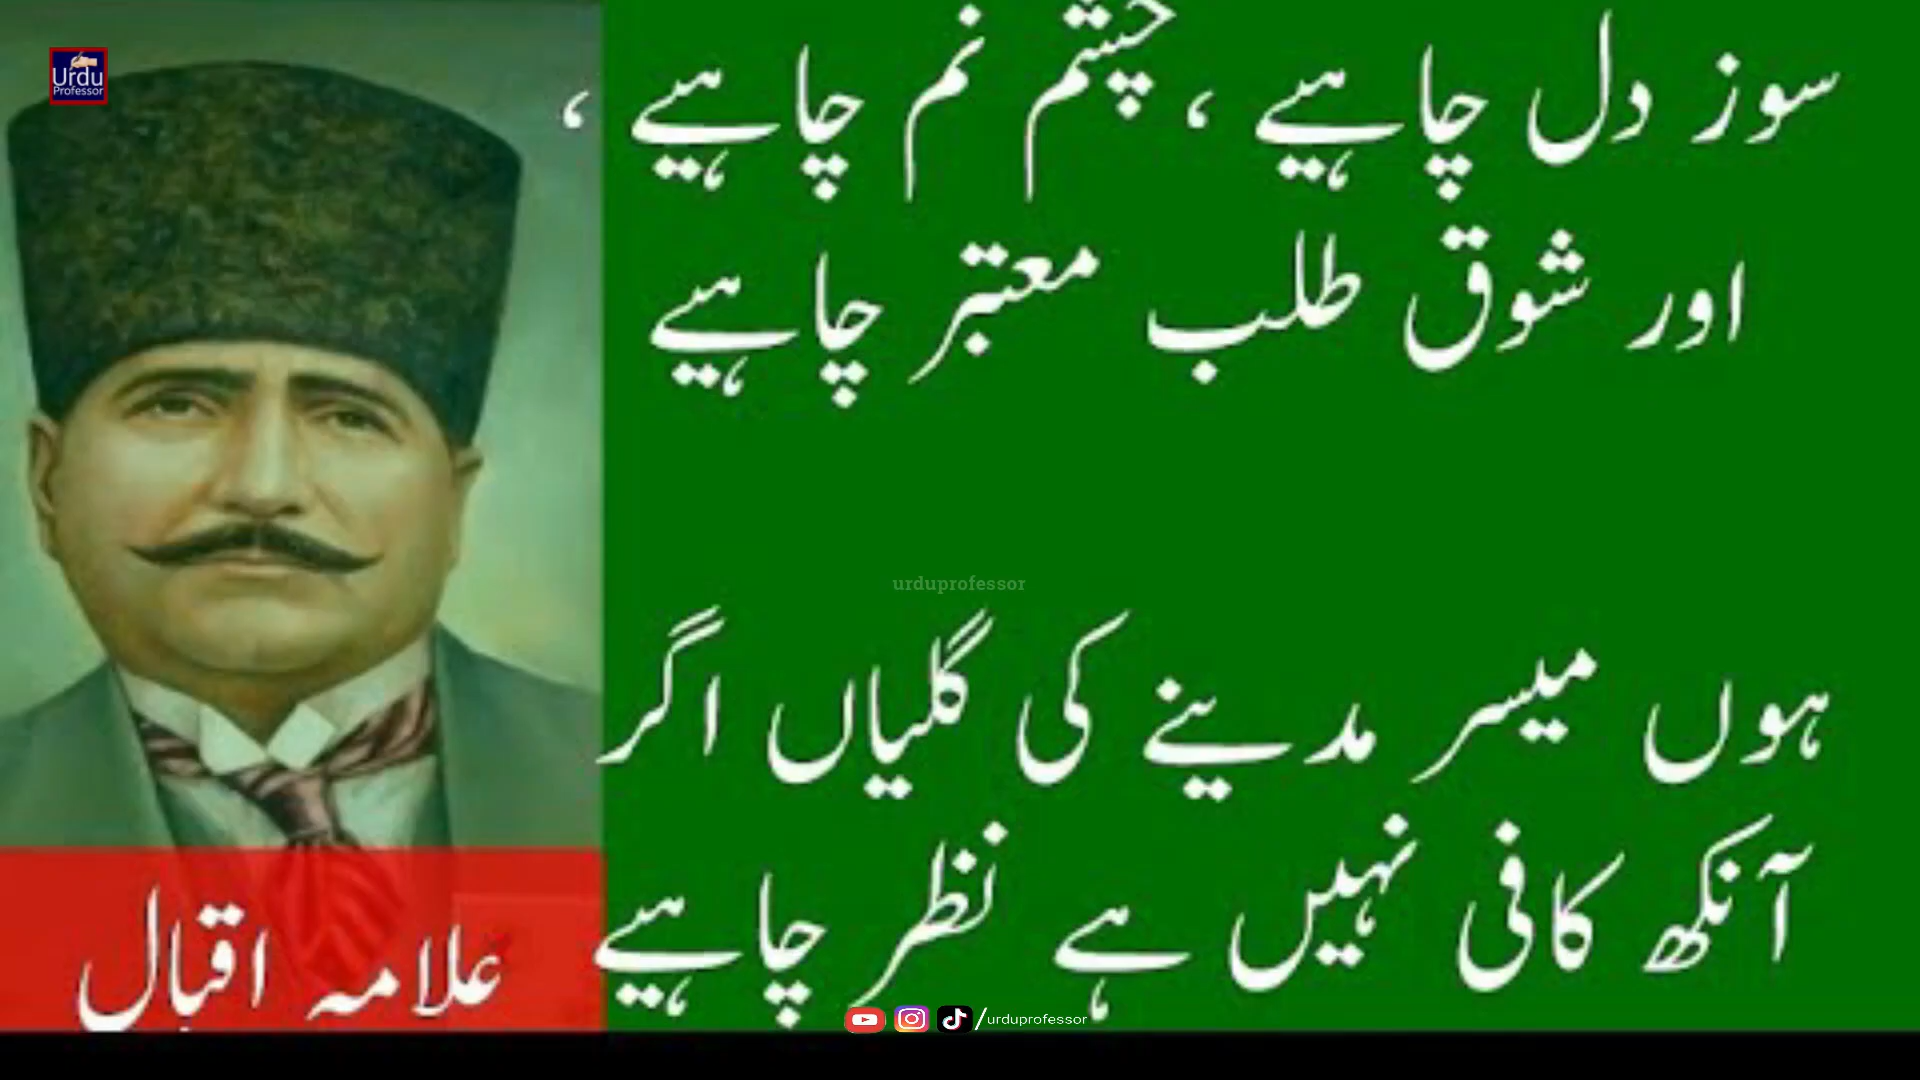 Urdu
Professor
سوز دل چاہیے ، چشم نم چاہیے ،
اور شوق طلب معتبر چاہیے
urduprofessor
ہوں میسر مدینے کی گلیاں اگر
آنکھ کافی نہیں ہے نظر چاہیے
علامہ اقبال
/urduprofessor